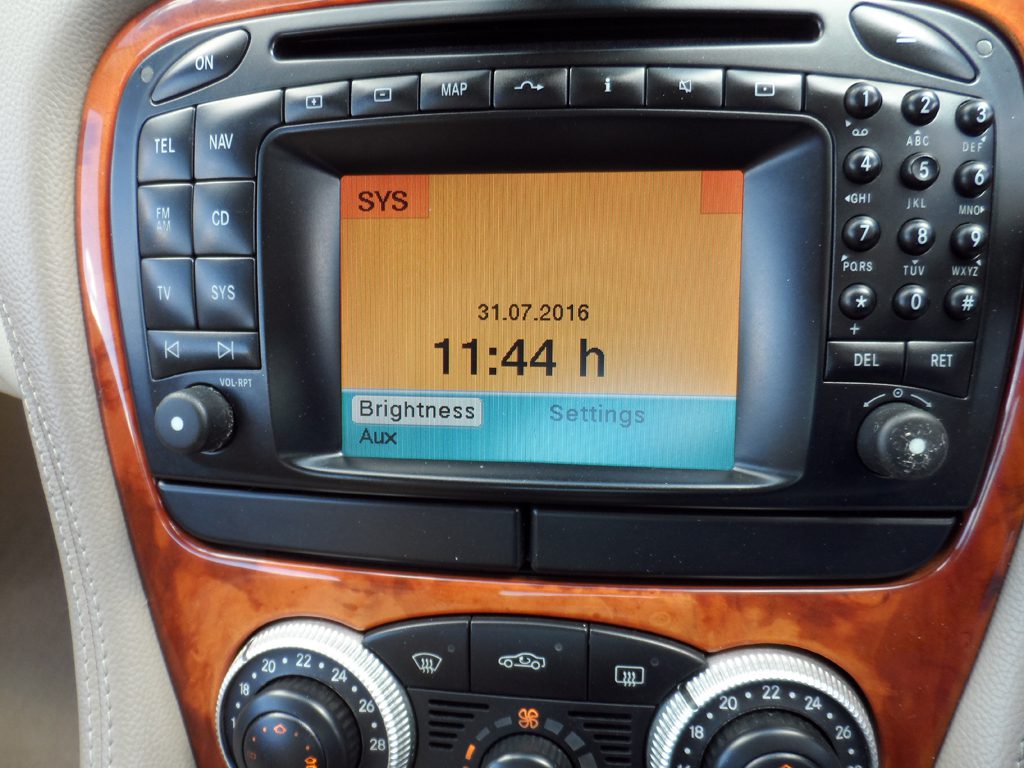 ON
MAP
i
TEL NAV
FM AM CD
TV SYS
VOL·RPT
1 2 3
ABC DEF
4 5 6
GHI JKL MNO
7 8 9
PQRS TUV WXYZ
* 0 #
+
DEL RET
SYS
31.07.2016
11:44 h
Brightness Settings
Aux
18 20 22 24 26 28
18 20 22 24 26